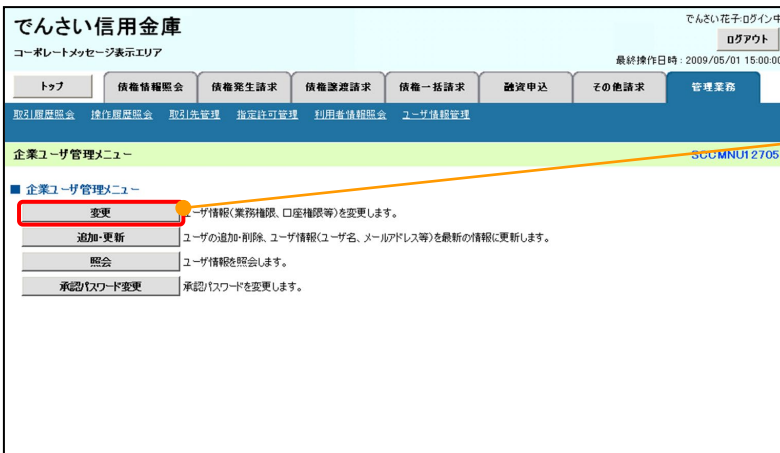 でんさい信用金庫
でんさい花子:ログイン中
ログアウト
コーポレートメッセージ表示エリア
最終操作日時:2009/05/01 15:00:00
トップ 債権情報照会 債権発生請求 債権譲渡請求 債権一括請求 融資申込 その他請求 管理業務
取引履歴照会 操作履歴照会 取引先管理 指定許可管理 利用者情報照会 ユーザ情報管理
企業ユーザ管理メニュー SCCMNU12705
■ 企業ユーザ管理メニュー
変更 ユーザ情報(業務権限、口座権限等)を変更します。
追加・更新 ユーザの追加・削除、ユーザ情報(ユーザ名、メールアドレス等)を最新の情報に更新します。
照会 ユーザ情報を照会します。
承認パスワード変更 承認パスワードを変更します。